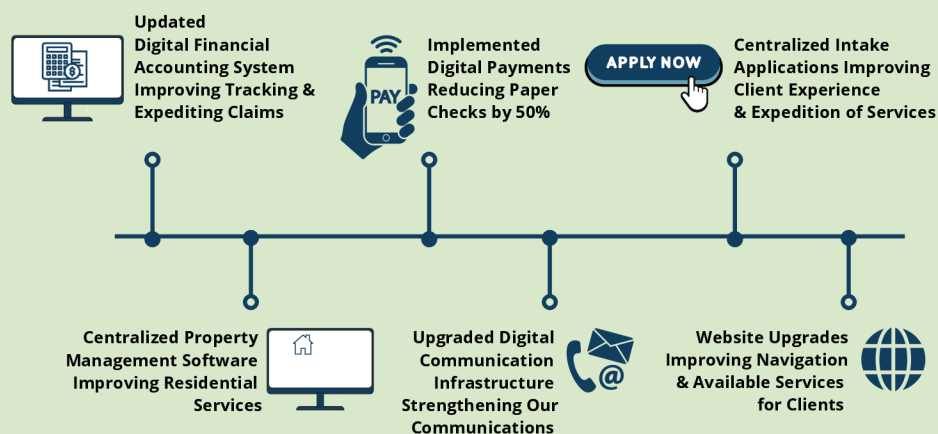 Updated
Digital Financial
Accounting System
Improving Tracking &
Expediting Claims
PAY
Implemented
Digital Payments
Reducing Paper
Checks by 50%
APPLY NOW
Centralized Intake
Applications Improving
Client Experience
& Expedition of Services
Centralized Property
Management Software
Improving Residential
Services
Upgraded Digital
Communication
Infrastructure
Strengthening Our
Communications
@
Website Upgrades
Improving Navigation
& Available Services
for Clients